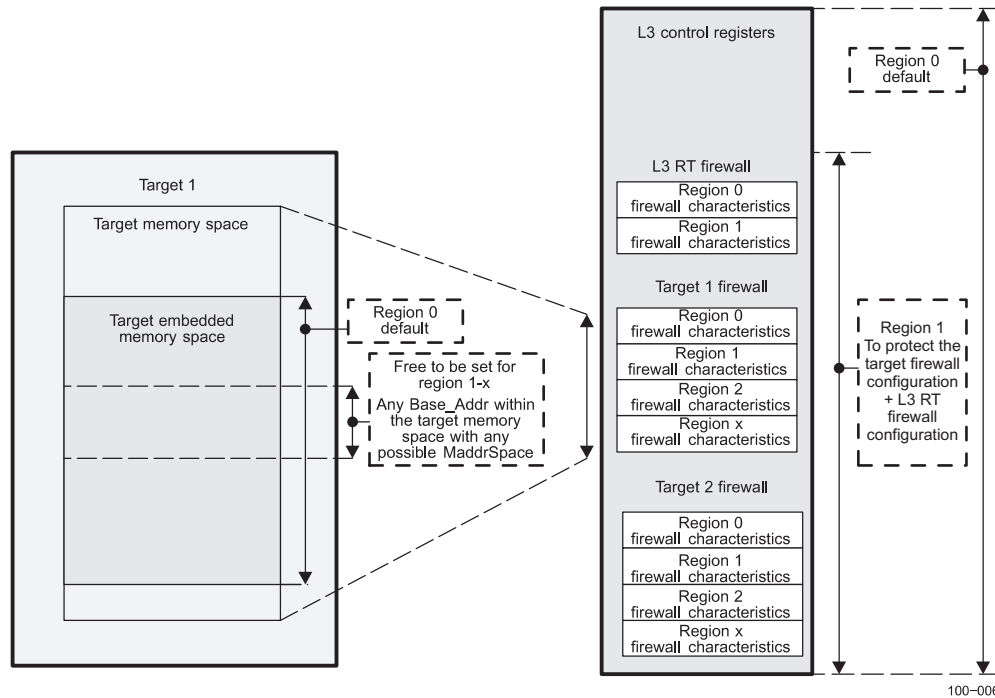 L3 control registers
Region 0
default
L3 RT firewall
Region 0
firewall characteristics
Region 1
firewall characteristics
Target 1
Target memory space
Target embedded
memory space
Region 0
default
Free to be set for
region 1-x
Any Base_Addr within
the target memory
space with any
possible MaddrSpace
Target 1 firewall
Region 0
firewall characteristics
Region 1
firewall characteristics
Region 2
firewall characteristics
Region x
firewall characteristics
Region 1
To protect the
target firewall
configuration
+ L3 RT
firewall
configuration
Target 2 firewall
Region 0
firewall characteristics
Region 1
firewall characteristics
Region 2
firewall characteristics
Region x
firewall characteristics
100-006